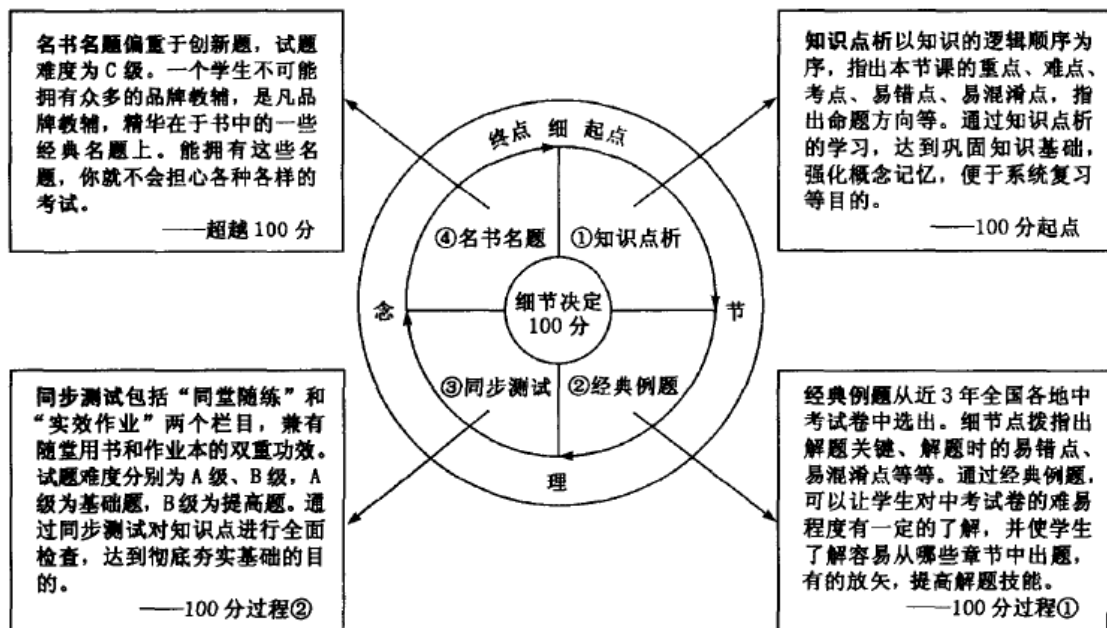 名书名题偏重于创新题，试题
难度为 C 级。一个学生不可能
拥有众多的品牌教辅，是凡品
牌教辅，精华在于书中的一些
经典名题上。能拥有这些名
题，你就不会担心各种各样的
考试。
——超越 100 分
知识点析以知识的逻辑顺序为
序，指出本节课的重点、难点、
考点、易错点、易混淆点，指
出命题方向等。通过知识点析
的学习，达到巩固知识基础，
强化概念记忆，便于系统复习
等目的。
——100 分起点
终点 细 起点
④名书名题 ①知识点析
念
细节决定
100 分
节
③同步测试 ②经典例题
理
同步测试包括“同堂随练”和
“实效作业”两个栏目，兼有
随堂用书和作业本的双重功效。
试题难度分别为 A 级、B 级，A
级为基础题，B 级为提高题。通
过同步测试对知识点进行全面
检查，达到彻底夯实基础的目
的。
——100 分过程②
经典例题从近 3 年全国各地中
考试卷中选出。细节点拨指出
解题关键、解题时的易错点、
易混淆点等等。通过经典例题，
可以让学生对中考试卷的难易
程度有一定的了解，并使学生
了解容易从哪些章节中出题，
有的放矢，提高解题技能。
——100 分过程①